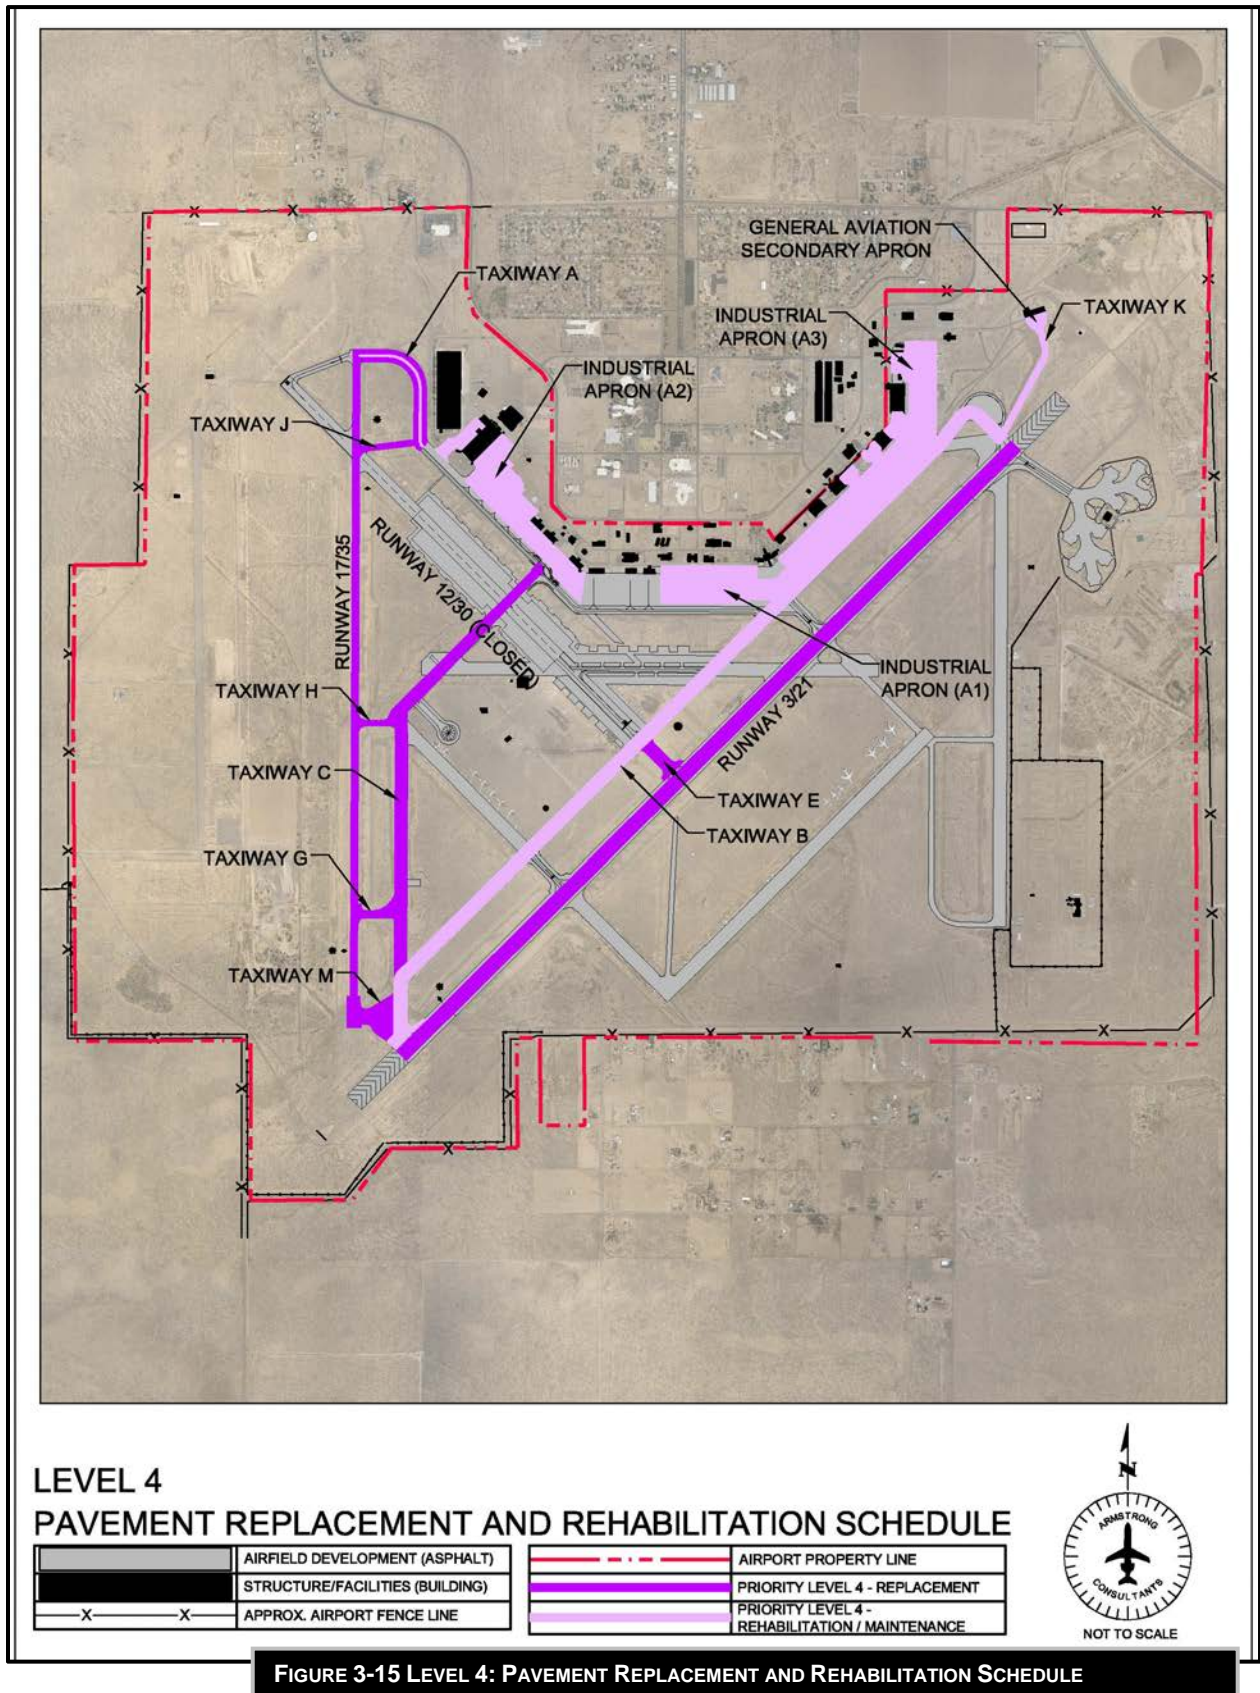 GENERAL AVIATION
SECONDARY APRON
TAXIWAY A
TAXIWAY K
INDUSTRIAL
APRON (A3)
INDUSTRIAL
APRON (A2)
TAXIWAY J
RUNWAY 17/35
RUNWAY 12/30 (CLOSED)
INDUSTRIAL
APRON (A1)
TAXIWAY H
RUNWAY 3/21
TAXIWAY C
TAXIWAY E
TAXIWAY B
TAXIWAY G
TAXIWAY M
LEVEL 4
PAVEMENT REPLACEMENT AND REHABILITATION SCHEDULE
AIRFIELD DEVELOPMENT (ASPHALT)
STRUCTURE/FACILITIES (BUILDING)
X X APPROX. AIRPORT FENCE LINE
AIRPORT PROPERTY LINE
PRIORITY LEVEL 4 - REPLACEMENT
PRIORITY LEVEL 4 -
REHABILITATION / MAINTENANCE
N
ARMSTRONG
CONSULTANTS
NOT TO SCALE
FIGURE 3-15 LEVEL 4: PAVEMENT REPLACEMENT AND REHABILITATION SCHEDULE